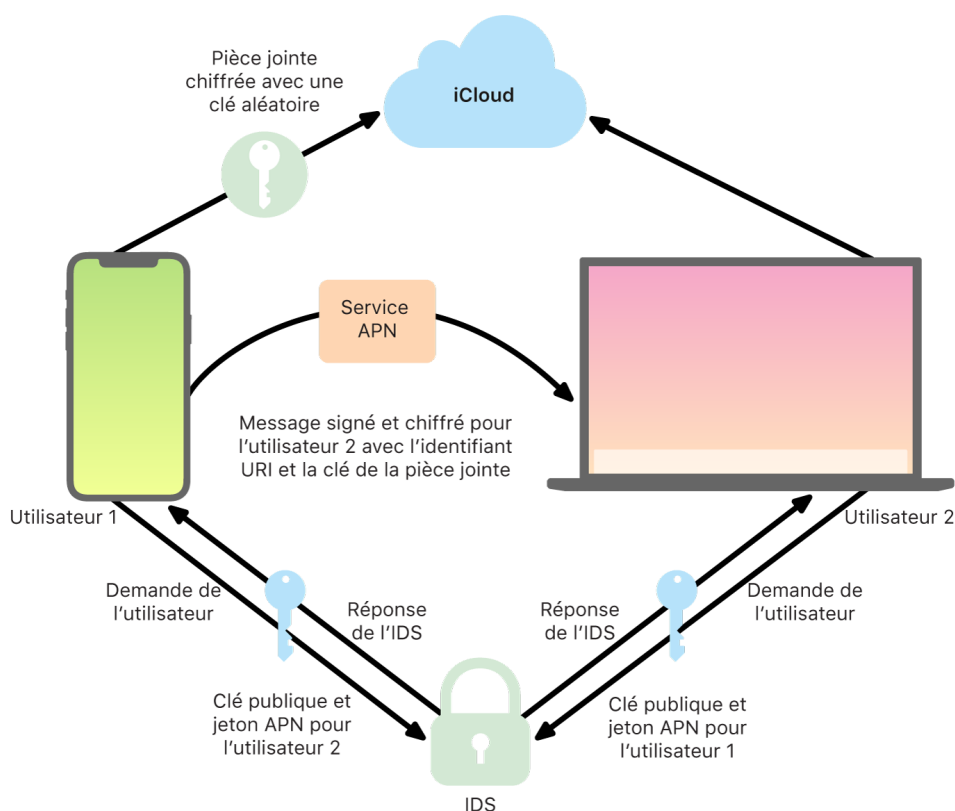 Pièce jointe
chiffrée avec une
clé aléatoire
iCloud
Service
APN
Message signé et chiffré pour
l’utilisateur 2 avec l’identifiant
URI et la clé de la pièce jointe
Utilisateur 1
Utilisateur 2
Demande de
l’utilisateur
Réponse
de l’IDS
Réponse
de l’IDS
Demande de
l’utilisateur
Clé publique et
jeton APN pour
l’utilisateur 2
Clé publique et
jeton APN pour
l’utilisateur 1
IDS